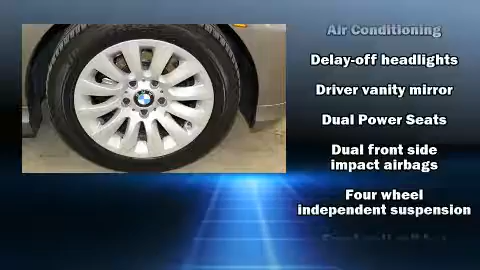 Air Conditioning
Delay-off headlights
Driver vanity mirror
Dual Power Seats
Dual front side
impact airbags
Four wheel
independent suspension